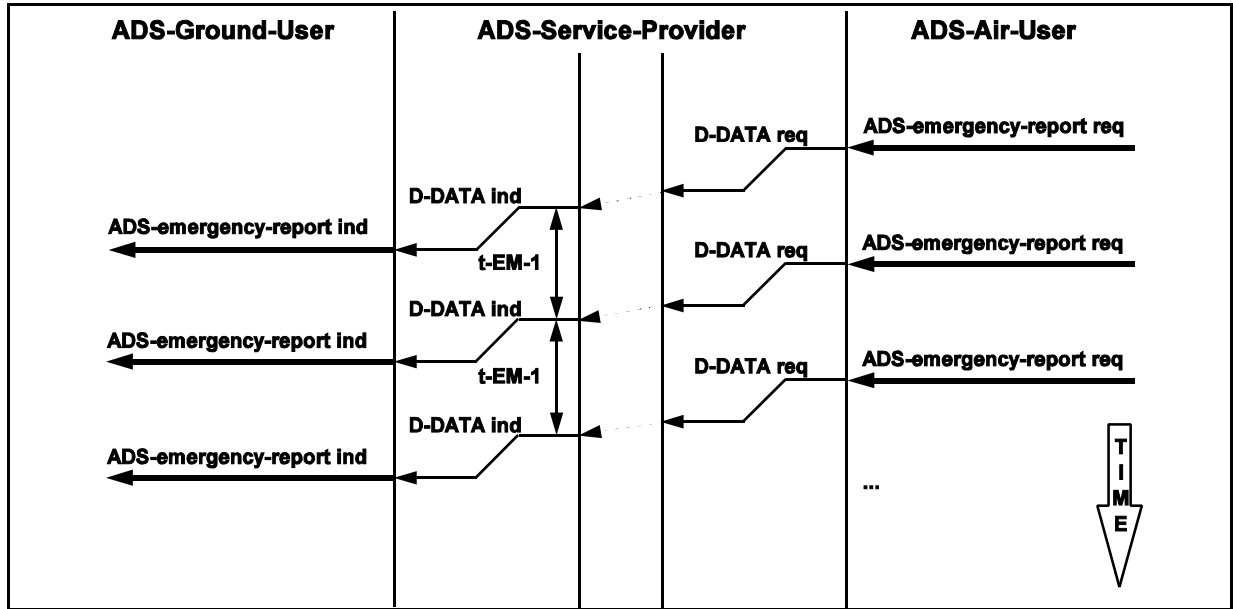 ADS-Ground-User
ADS-Service-Provider
ADS-Air-User
ADS-emergency-report req
D-DATA req
D-DATA ind
ADS-emergency-report ind
t-EM-1
ADS-emergency-report req
D-DATA req
D-DATA ind
ADS-emergency-report ind
t-EM-1
ADS-emergency-report req
D-DATA req
D-DATA ind
ADS-emergency-report ind
...
TIME